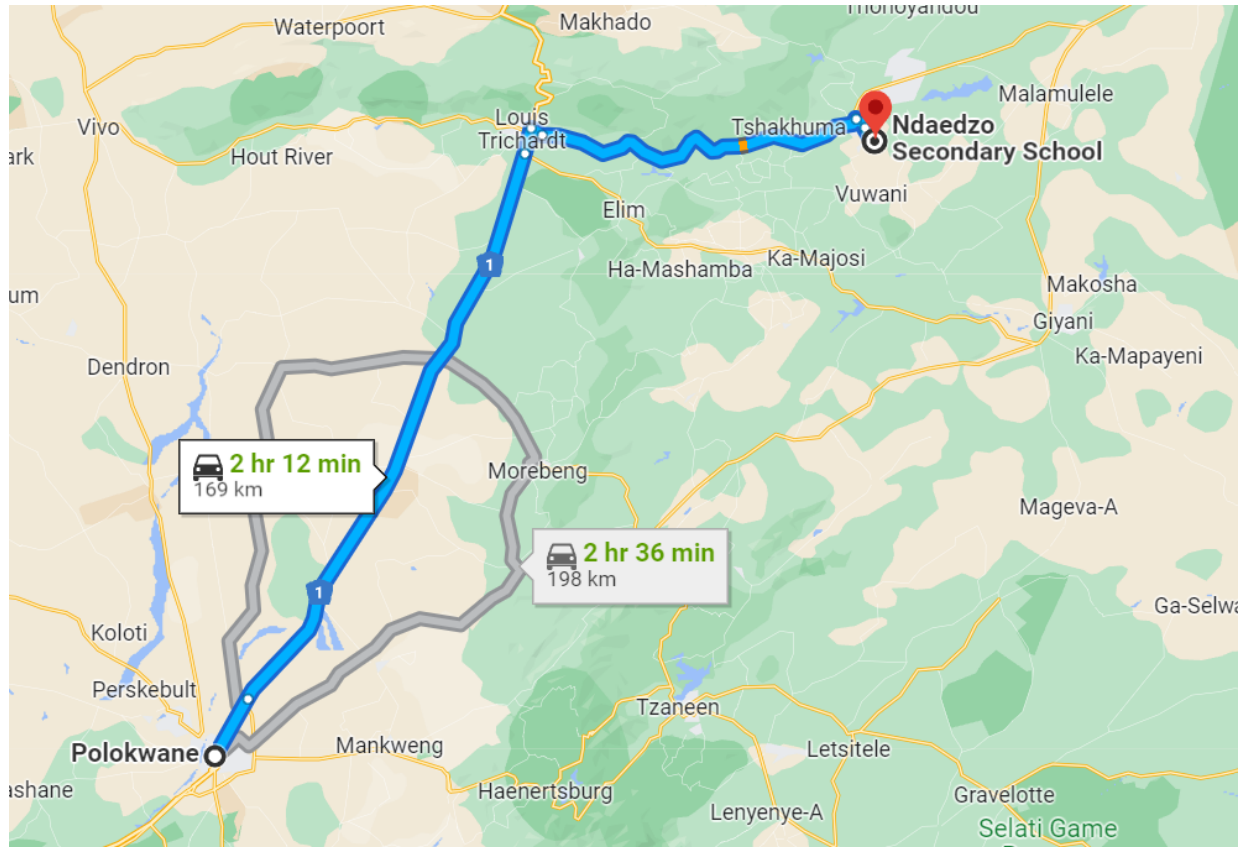 Thohoyandou
Waterpoort
Makhado
Malamulele
Louis
Trichardt
Tshakhuma
Ndaedzo
Secondary School
Vivo
ark
Hout River
Vuwani
Elim
Ha-Mashamba
Ka-Majosi
1
um
Makosha
Giyani
Dendron
Ka-Mapayeni
2 hr 12 min
169 km
Morebeng
Mageva-A
2 hr 36 min
198 km
1
Ga-Selwa
Koloti
Perskebult
Tzaneen
Polokwane
Mankweng
Letsitele
ashane
Haenertsburg
Gravelotte
Lenyenye-A
Selati Game